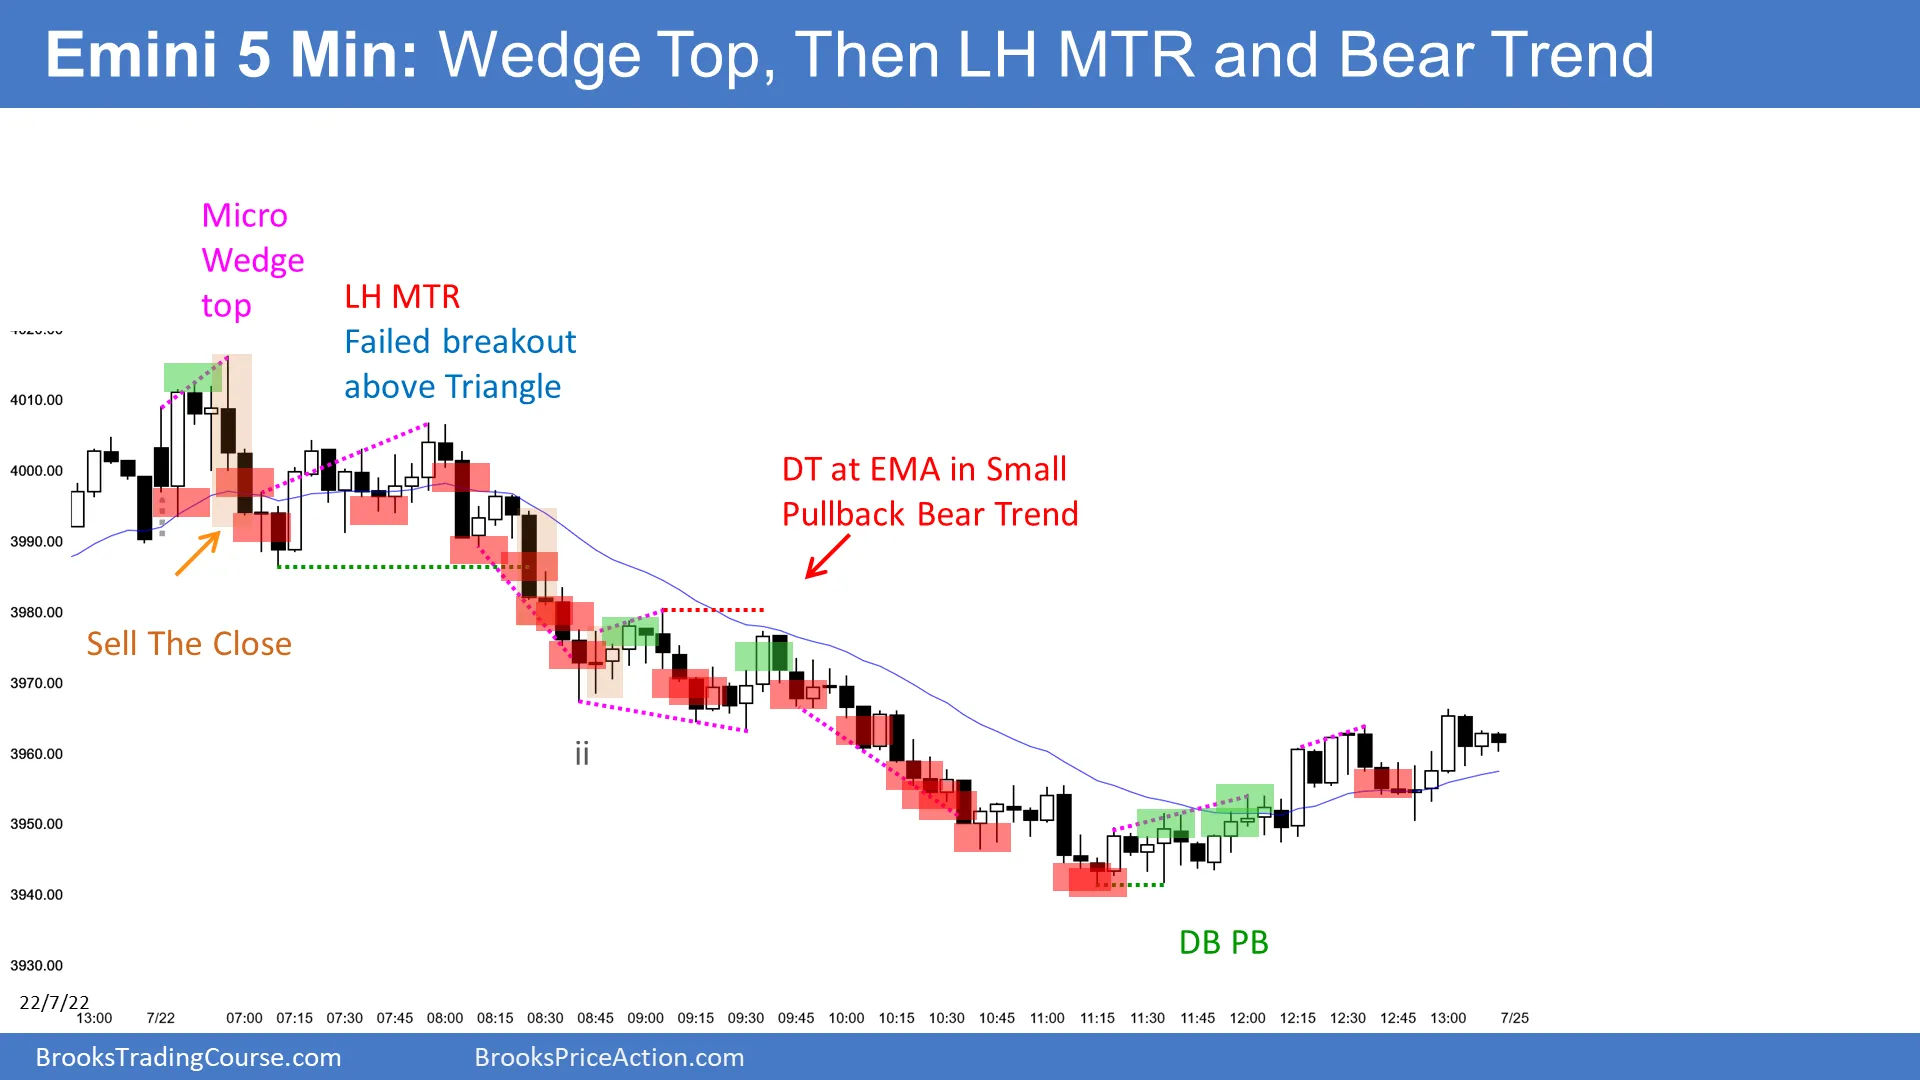 Emini 5 Min: Wedge Top, Then LH MTR and Bear Trend
Micro
Wedge
top
LH MTR
Failed breakout
above Triangle
DT at EMA in Small
Pullback Bear Trend
Sell The Close
ii
DB PB
4020.00
4010.00
4000.00
3990.00
3980.00
3970.00
3960.00
3950.00
3940.00
3930.00
22/7/22
13:00 7/22 07:00 07:15 07:30 07:45 08:00 08:15 08:30 08:45 09:00 09:15 09:30 09:45 10:00 10:15 10:30 10:45 11:00 11:15 11:30 11:45 12:00 12:15 12:30 12:45 13:00 7/25
BrooksTradingCourse.com BrooksPriceAction.com